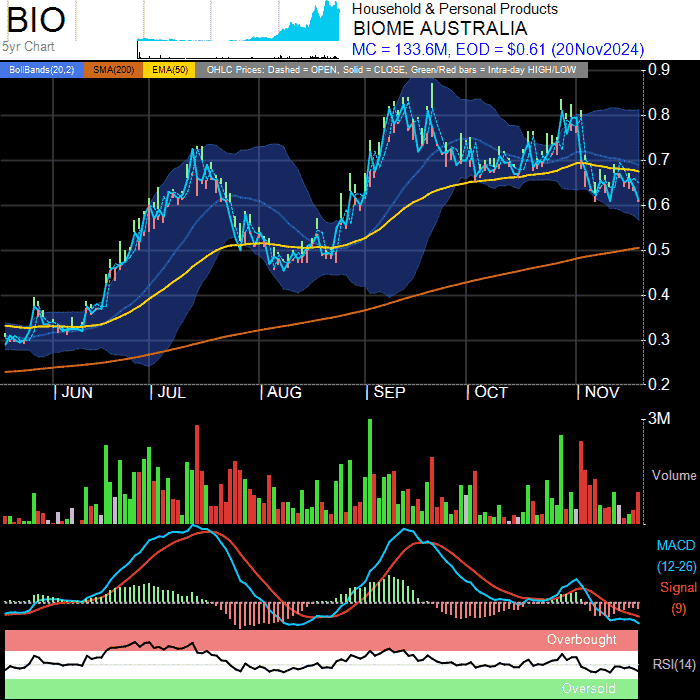 BIO
5yr Chart
Household & Personal Products
BIOME AUSTRALIA
MC = 133.6M, EOD = $0.61 (20Nov2024)
BollBands(20,2) SMA(200) EMA(50) OHLC Prices: Dashed = OPEN, Solid = CLOSE, Green/Red bars = Intra-day HIGH/LOW
0.9
0.8
0.7
0.6
0.5
0.4
0.3
0.2
| JUN | JUL | AUG | SEP | OCT | NOV
3M
Volume
MACD
(12-26)
Signal
(9)
Overbought
RSI(14)
Oversold